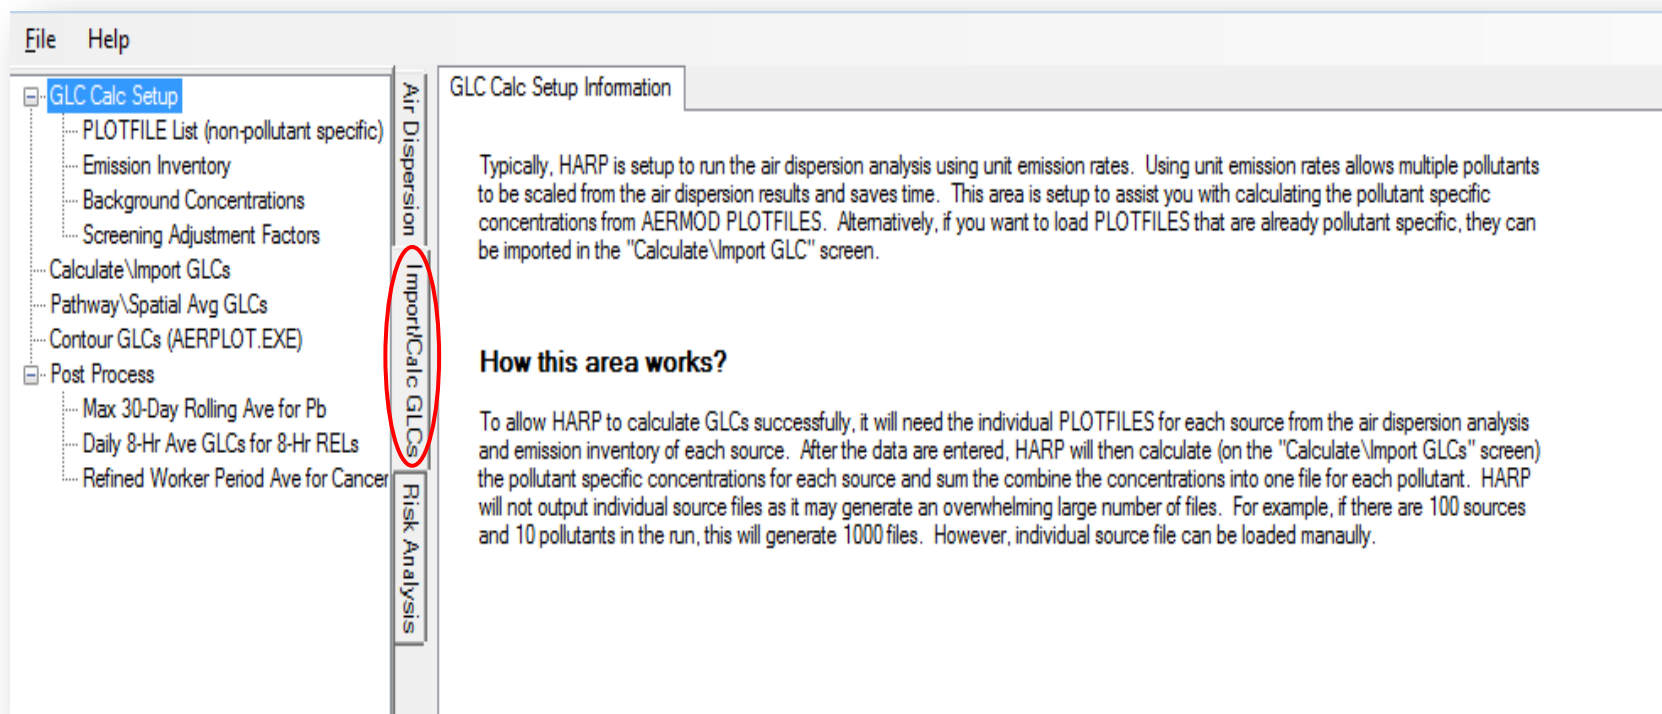 File Help
GLC Calc Setup
PLOTFILE List (non-pollutant specific)
Emission Inventory
Background Concentrations
Screening Adjustment Factors
Calculate\Import GLCs
Pathway\Spatial Avg GLCs
Contour GLCs (AERPLOT.EXE)
Post Process
Max 30-Day Rolling Ave for Pb
Daily 8-Hr Ave GLCs for 8-Hr RELs
Refined Worker Period Ave for Cancer
Air Dispersion
Import/Calc GLCs
Risk Analysis
GLC Calc Setup Information
Typically, HARP is setup to run the air dispersion analysis using unit emission rates. Using unit emission rates allows multiple pollutants
to be scaled from the air dispersion results and saves time. This area is setup to assist you with calculating the pollutant specific
concentrations from AERMOD PLOTFILES. Alternatively, if you want to load PLOTFILES that are already pollutant specific, they can
be imported in the "Calculate\Import GLC" screen.
How this area works?
To allow HARP to calculate GLCs successfully, it will need the individual PLOTFILES for each source from the air dispersion analysis
and emission inventory of each source. After the data are entered, HARP will then calculate (on the "Calculate\Import GLCs" screen)
the pollutant specific concentrations for each source and sum the combine the concentrations into one file for each pollutant. HARP
will not output individual source files as it may generate an overwhelming large number of files. For example, if there are 100 sources
and 10 pollutants in the run, this will generate 1000 files. However, individual source file can be loaded manaully.